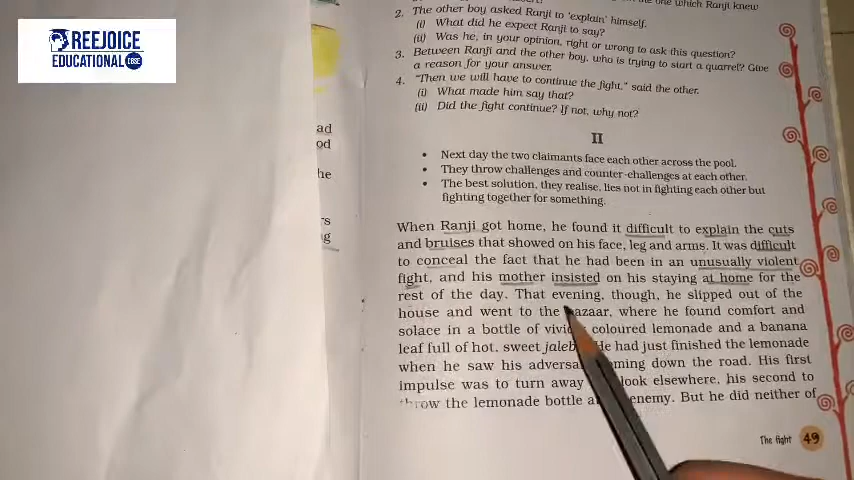 REEJOICE
EDUCATIONAL CBSE
ad
od
he
rs
g
one which Ranji knew
2. The other boy asked Ranji to 'explain' himself.
(i) What did he expect Ranji to say?
(ii) Was he, in your opinion, right or wrong to ask this question?
3. Between Ranji and the other boy, who is trying to start a quarrel? Give
a reason for your answer.
4. "Then we will have to continue the fight," said the other.
(i) What made him say that?
(ii) Did the fight continue? If not, why not?
II
• Next day the two claimants face each other across the pool.
• They throw challenges and counter-challenges at each other.
• The best solution, they realise, lies not in fighting each other but
fighting together for something.
When Ranji got home, he found it difficult to explain the cuts
and bruises that showed on his face, leg and arms. It was difficult
to conceal the fact that he had been in an unusually violent
fight, and his mother insisted on his staying at home for the
rest of the day. That evening, though, he slipped out of the
house and went to the bazaar, where he found comfort and
solace in a bottle of vivid coloured lemonade and a banana
leaf full of hot, sweet jaleb He had just finished the lemonade
when he saw his adversa oming down the road. His first
impulse was to turn away look elsewhere, his second to
throw the lemonade bottle a enemy. But he did neither of
The fight 49